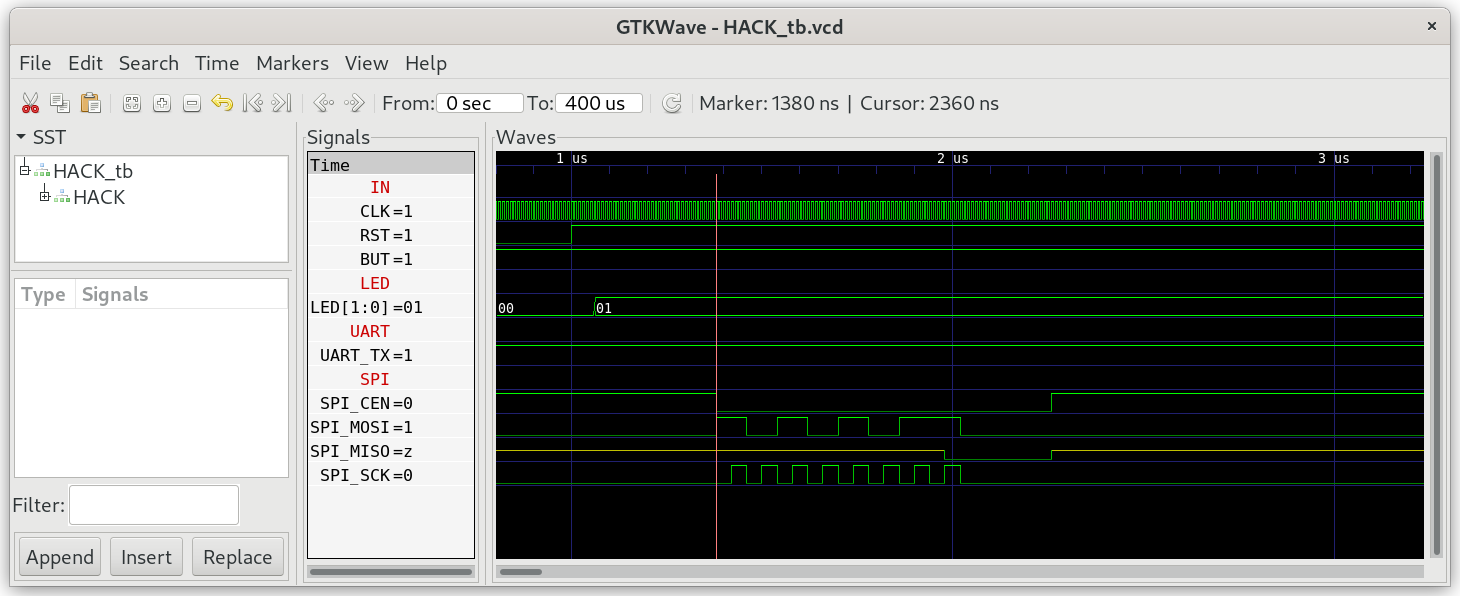 GTKWave - HACK_tb.vcd ×
File Edit Search Time Markers View Help
From: 0 sec To: 400 us | Marker: 1380 ns | Cursor: 2360 ns
SST
HACK_tb
HACK
Type Signals
Filter:
Append Insert Replace
Signals
Time
IN
CLK=1
RST=1
BUT=1
LED
LED[1:0]=01
UART
UART_TX=1
SPI
SPI_CEN=0
SPI_MOSI=1
SPI_MISO=z
SPI_SCK=0
Waves
1 us 2 us 3 us
00 01